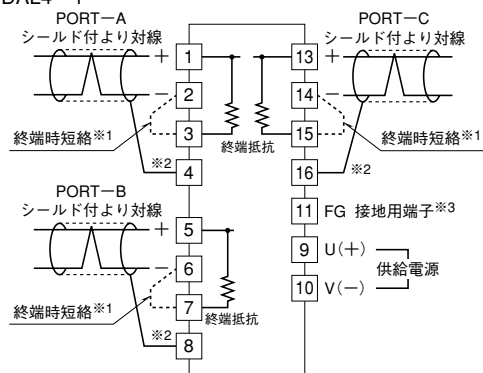 PORT－A
シールド付より対線
＋
－
終端時短絡※1
※2
1
2
3
4
終端抵抗
PORT－B
シールド付より対線
＋
－
終端時短絡※1
※2
5
6
7
8
終端抵抗
PORT－C
シールド付より対線
＋
－
終端時短絡※1
※2
13
14
15
16
終端抵抗
11 FG 接地用端子※3
9 U(＋)
10 V(－)
供給電源